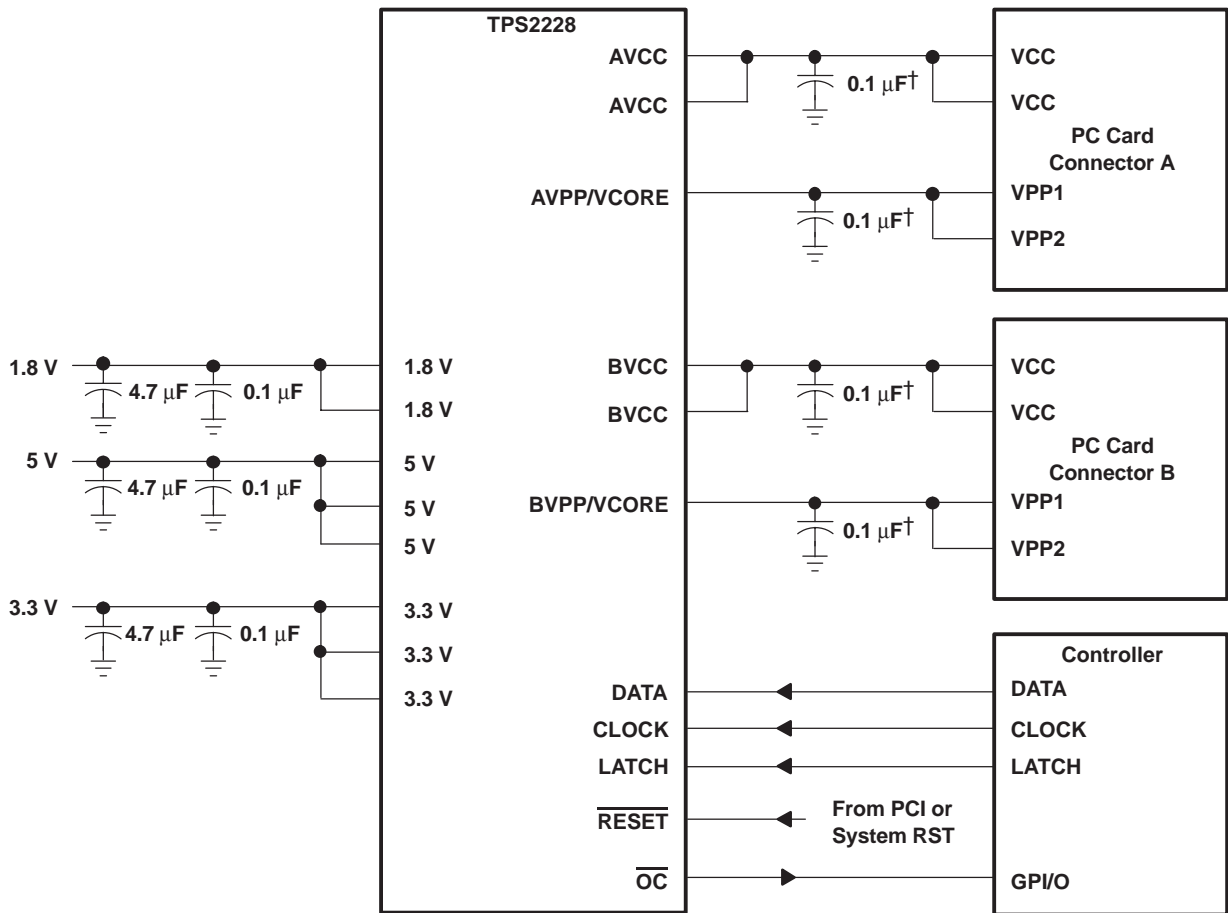 TPS2228
AVCC
AVCC
AVPP/VCORE
BVCC
BVCC
BVPP/VCORE
DATA
CLOCK
LATCH
RESET
OC
1.8 V
4.7 μF
0.1 μF
1.8 V
1.8 V
5 V
4.7 μF
0.1 μF
5 V
5 V
5 V
3.3 V
4.7 μF
0.1 μF
3.3 V
3.3 V
3.3 V
0.1 μF†
0.1 μF†
0.1 μF†
0.1 μF†
VCC
VCC
PC Card
Connector A
VPP1
VPP2
VCC
VCC
PC Card
Connector B
VPP1
VPP2
Controller
DATA
CLOCK
LATCH
From PCI or
System RST
GPI/O